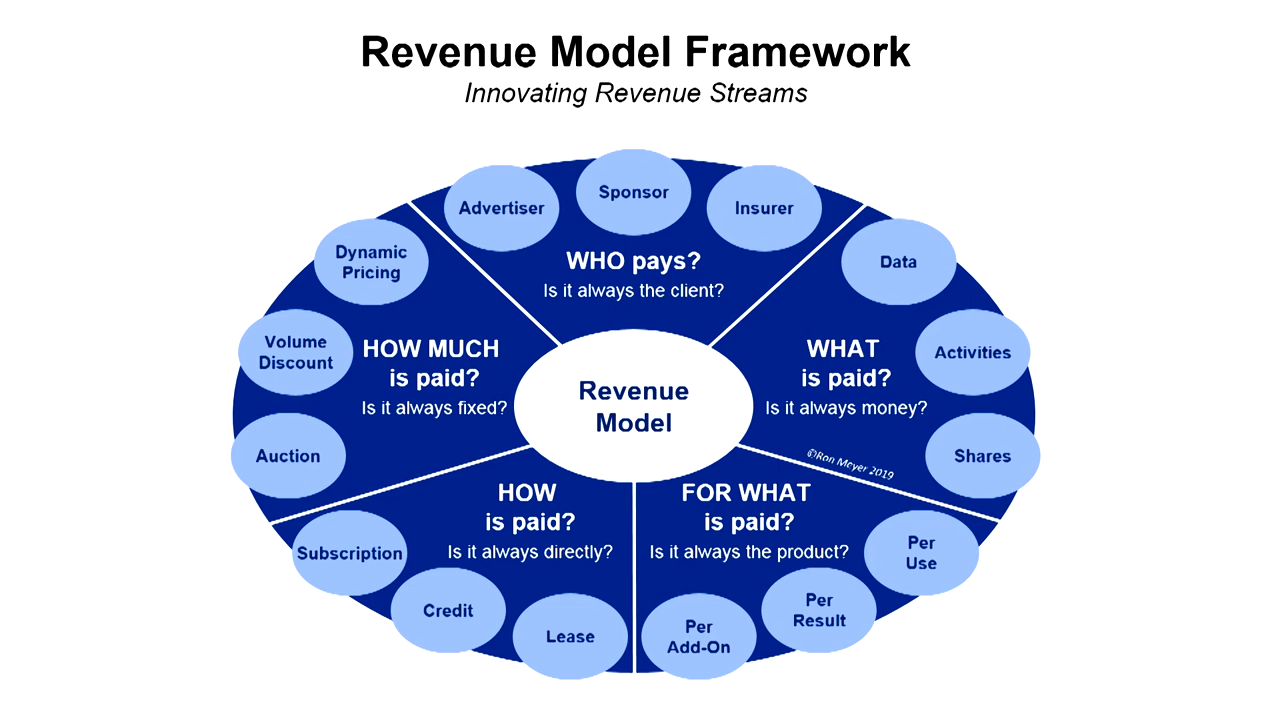 Revenue Model Framework
Innovating Revenue Streams
Advertiser
Sponsor
Insurer
WHO pays?
Is it always the client?
Data
Activities
Shares
WHAT
is paid?
Is it always money?
©Ron Meyer 2019
Per
Use
Per
Result
Per
Add-On
FOR WHAT
is paid?
Is it always the product?
Lease
Credit
Subscription
HOW
is paid?
Is it always directly?
Auction
Volume
Discount
Dynamic
Pricing
HOW MUCH
is paid?
Is it always fixed?
Revenue
Model